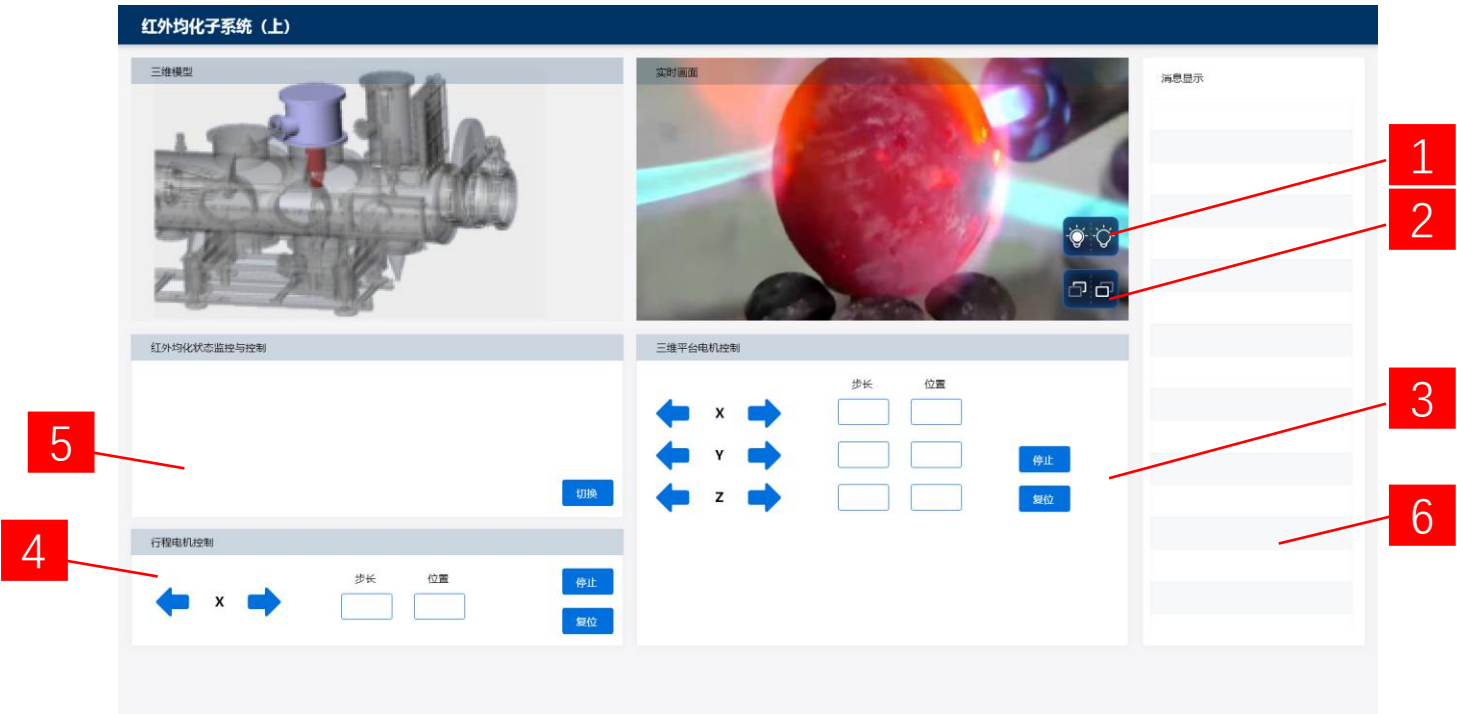 红外均化子系统（上）
三维模型
实时画面
消息显示
1
2
红外均化状态监控与控制
三维平台电机控制
步长 位置
X
Y
停止
Z
复位
3
5
切换
6
行程电机控制
4
步长 位置
停止
X
复位